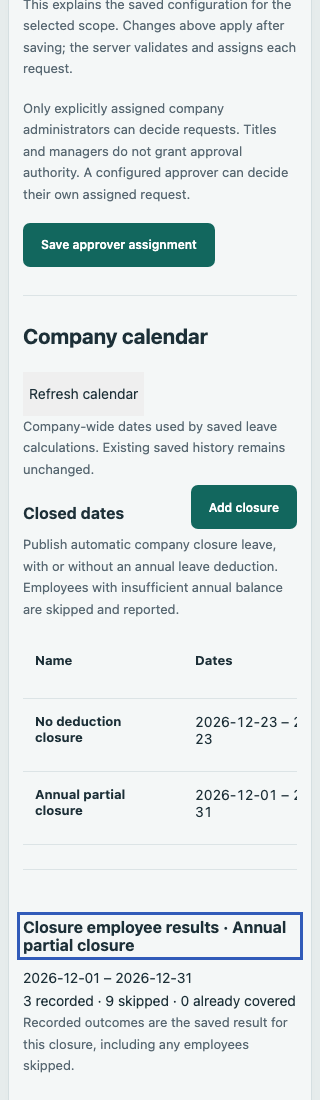 This explains the saved configuration for the
selected scope. Changes above apply after
saving; the server validates and assigns each
request.
Only explicitly assigned company
administrators can decide requests. Titles
and managers do not grant approval
authority. A configured approver can decide
their own assigned request.
Save approver assignment
Company calendar
Refresh calendar
Company-wide dates used by saved leave
calculations. Existing saved history remains
unchanged.
Closed dates
Add closure
Publish automatic company closure leave,
with or without an annual leave deduction.
Employees with insufficient annual balance
are skipped and reported.
Name Dates
No deduction
closure
2026-12-23 – 2
23
Annual partial
closure
2026-12-01 – 2
31
Closure employee results · Annual
partial closure
2026-12-01 – 2026-12-31
3 recorded · 9 skipped · 0 already covered
Recorded outcomes are the saved result for
this closure, including any employees
skipped.